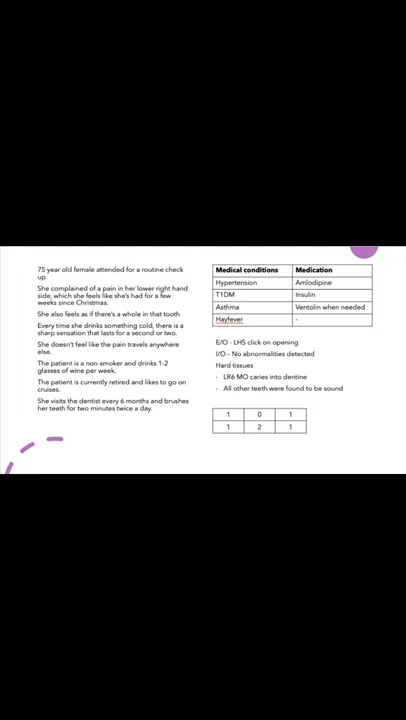 75 year old female attended for a routine check
up
She complained of a pain in her lower right hand
side, which she feels like she's had for a few
weeks since Christmas.
She also feels as if there's a whole in that tooth
Every time she drinks something cold, there is a
sharp sensation that lasts for a second or two.
She doesn't feel like the pain travels anywhere
else.
The patient is a non-smoker and drinks 1-2
glasses of wine per week.
The patient is currently retired and likes to go on
cruises.
She visits the dentist every 6 months and brushes
her teeth for two minutes twice a day.
Medical conditions Medication
Hypertension Amlodipine
T1DM Insulin
Asthma Ventolin when needed
Hayfever -
E/O - LHS click on opening
I/O – No abnormalities detected
Hard tissues
- LR6 MO caries into dentine
- All other teeth were found to be sound
1 0 1
1 2 1